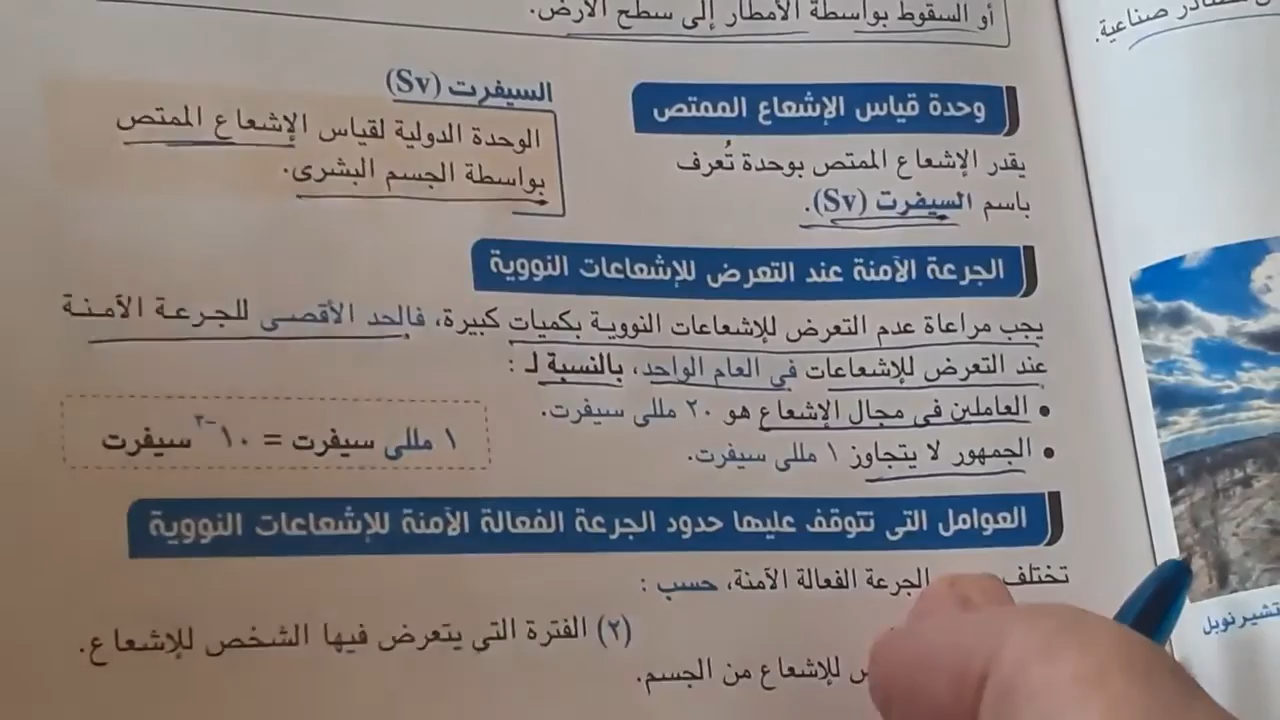 أو السقوط بواسطة الأمطار إلى سطح الأرض.
صناعية.
وحدة قياس الإشعاع الممتص
يقدر الإشعاع الممتص بوحدة تُعرف
باسم السيفرت (Sv).
السيفرت (Sv)
الوحدة الدولية لقياس الإشعاع الممتص
بواسطة الجسم البشرى.
الجرعة الآمنة عند التعرض للإشعاعات النووية
يجب مراعاة عدم التعرض للإشعاعات النووية بكميات كبيرة، فالحد الأقصى للجرعة الآمنة
عند التعرض للإشعاعات في العام الواحد، بالنسبة لـ :
• العاملين فى مجال الإشعاع هو ٢٠ مللى سيفرت.
• الجمهور لا يتجاوز ١ مللى سيفرت.
١ مللى سيفرت = ١٠⁻³ سيفرت
العوامل التى تتوقف عليها حدود الجرعة الفعالة الآمنة للإشعاعات النووية
تختلف الجرعة الفعالة الآمنة، حسب :
(٢) الفترة التي يتعرض فيها الشخص للإشعاع.
للإشعاع من الجسم.
تشيرنوبل